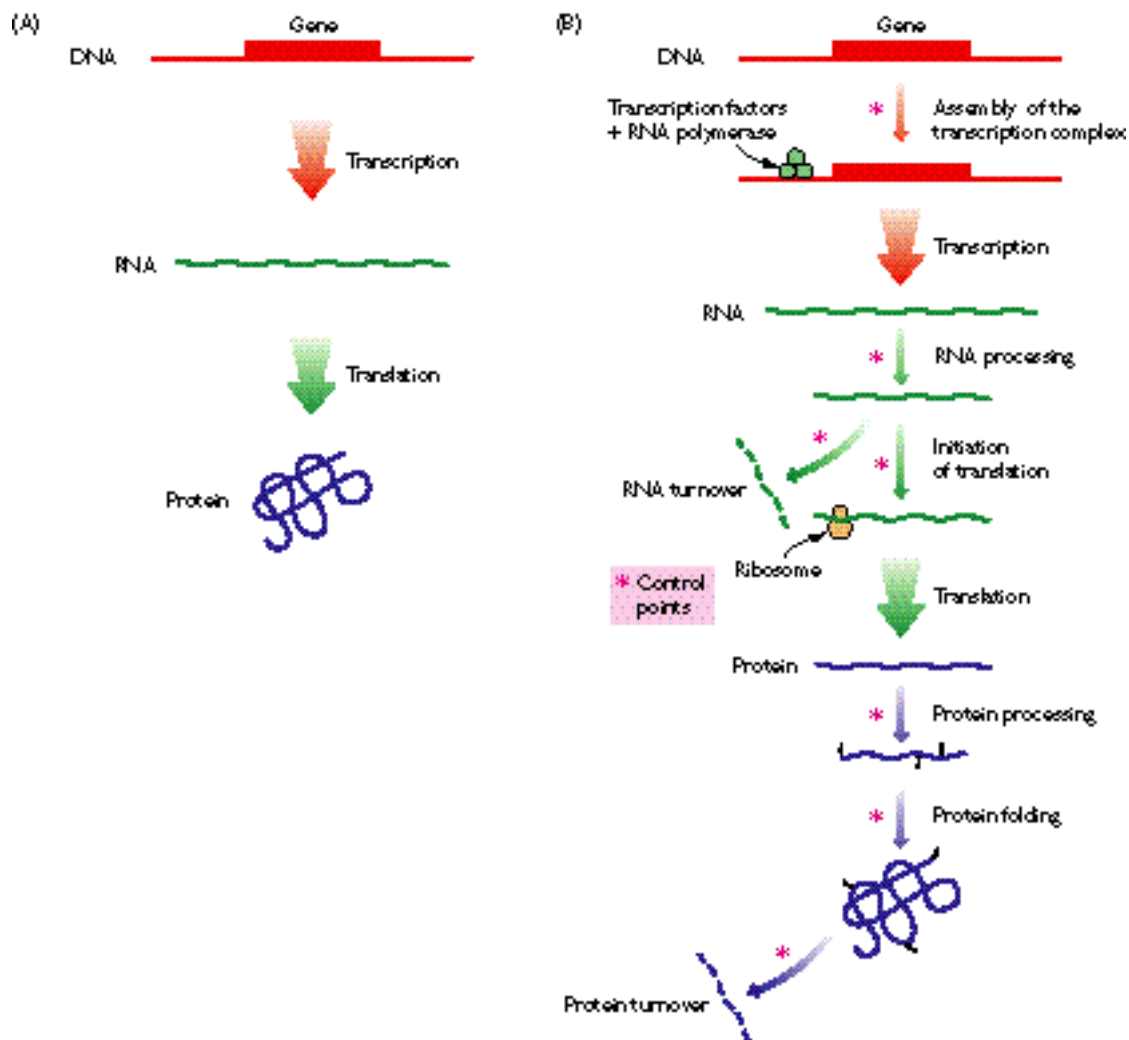 (A)
Gene
DNA
Transcription
RNA
Translation
Protein
(B)
Gene
DNA
Transcription factors
+ RNA polymerase
* Assembly of the
transcription complex
Transcription
RNA
* RNA processing
*
* Initiation
of translation
RNA turnover
Ribosome
* Control
points
Translation
Protein
* Protein processing
* Protein folding
*
Protein turnover